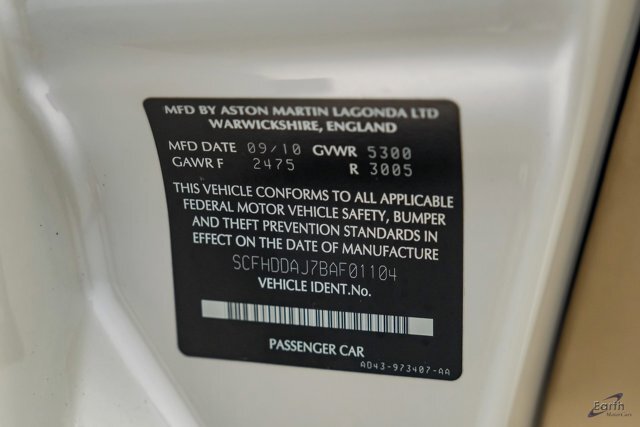 MFD BY ASTON MARTIN LAGONDA LTD
WARWICKSHIRE, ENGLAND
MFD DATE 09/10 GVWR 5300
GAWR F 2475 R 3005
THIS VEHICLE CONFORMS TO ALL APPLICABLE
FEDERAL MOTOR VEHICLE SAFETY, BUMPER
AND THEFT PREVENTION STANDARDS IN
EFFECT ON THE DATE OF MANUFACTURE
SCFHDDAJ7BAF01104
VEHICLE IDENT.No.
PASSENGER CAR
AD43-973407-AA
Earth
MotorCars